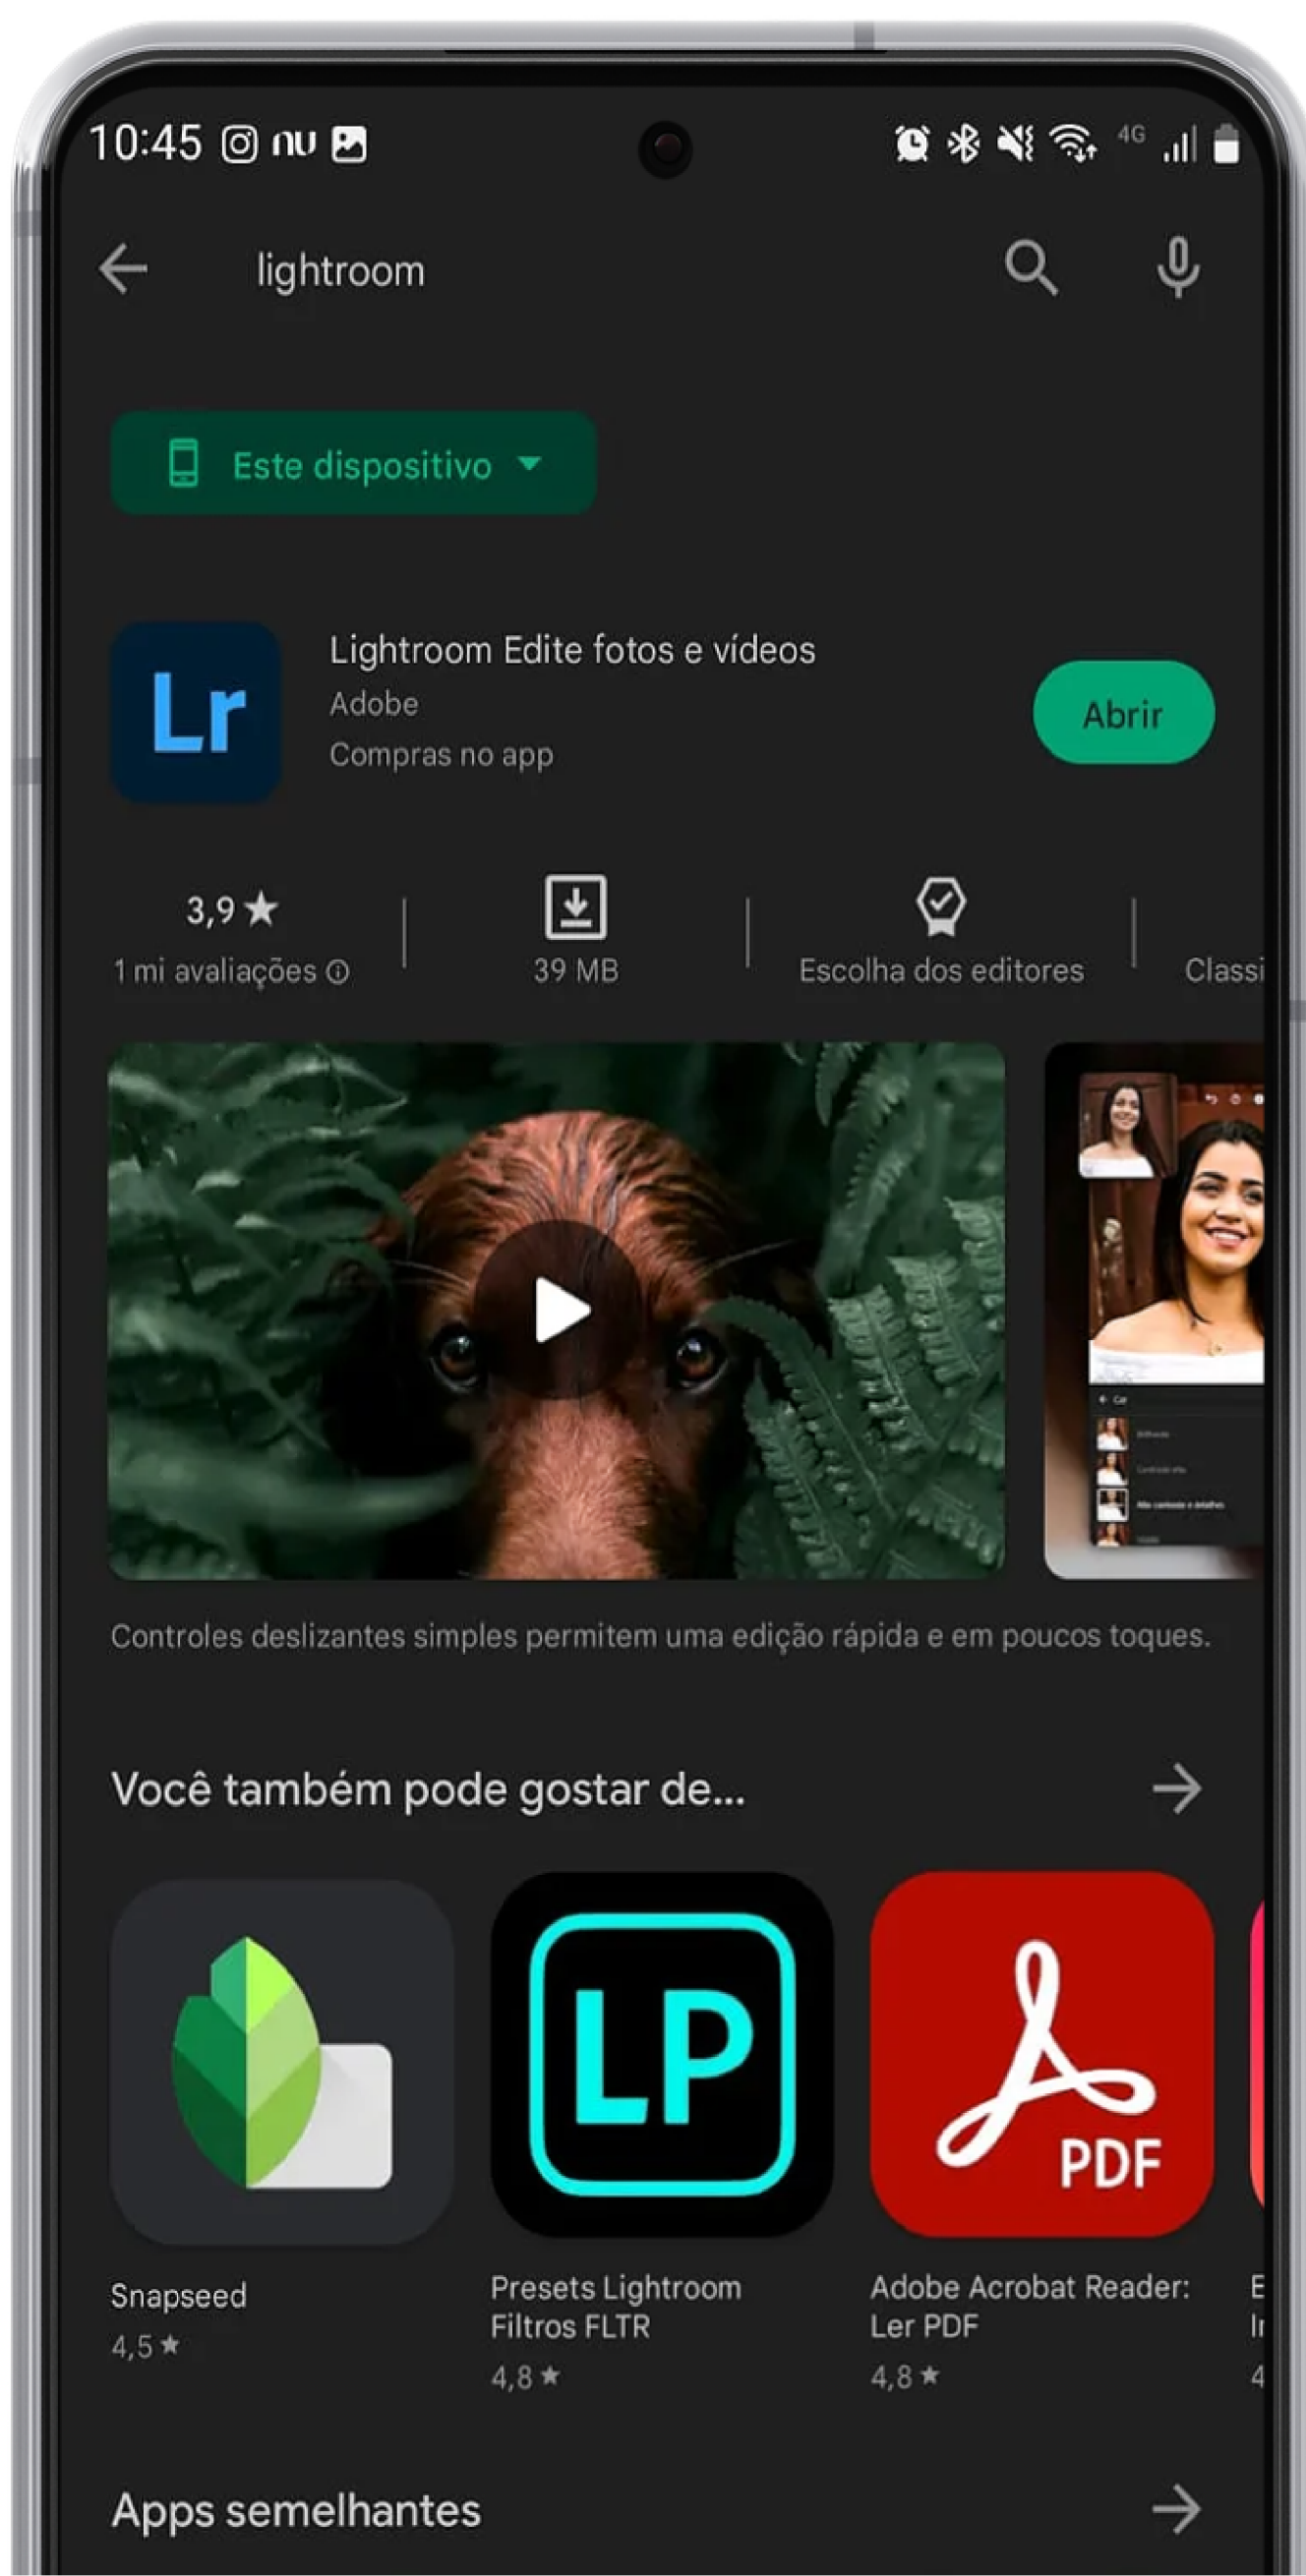 10:45 nu 4G
lightroom
Este dispositivo
Lr
Lightroom Edite fotos e vídeos
Adobe
Compras no app
Abrir
3,9 ★
1 mi avaliações
39 MB
Escolha dos editores
Classi
Controles deslizantes simples permitem uma edição rápida e em poucos toques.
Você também pode gostar de...
LP
PDF
Snapseed
4,5 ★
Presets Lightroom
Filtros FLTR
4,8 ★
Adobe Acrobat Reader:
Ler PDF
4,8 ★
Apps semelhantes